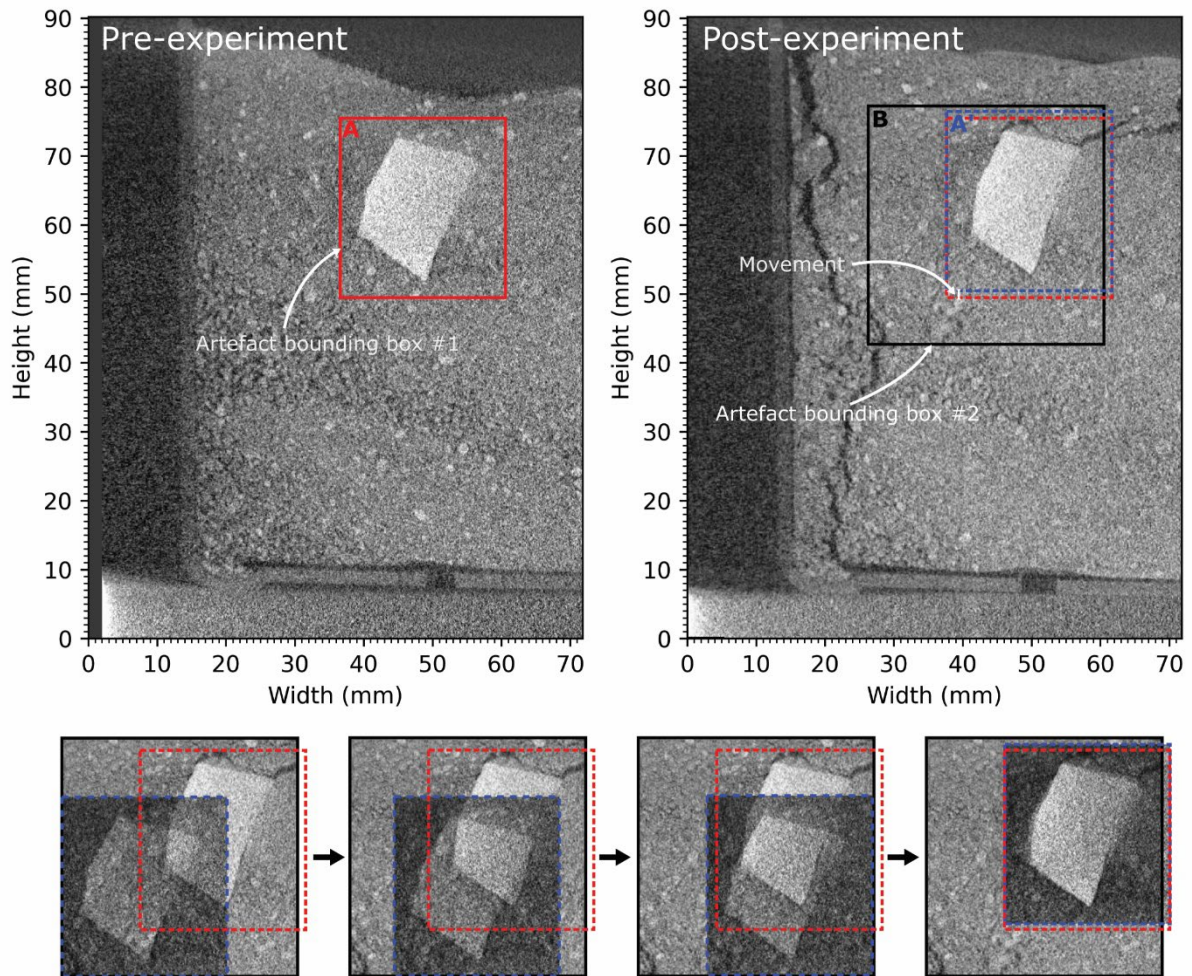 Pre-experiment
Post-experiment
90
80
70
60
50
40
30
20
10
0
Height (mm)
A
Artefact bounding box #1
0 10 20 30 40 50 60 70
Width (mm)
90
80
70
60
50
40
30
20
10
0
Height (mm)
B
A
Movement
Artefact bounding box #2
0 10 20 30 40 50 60 70
Width (mm)